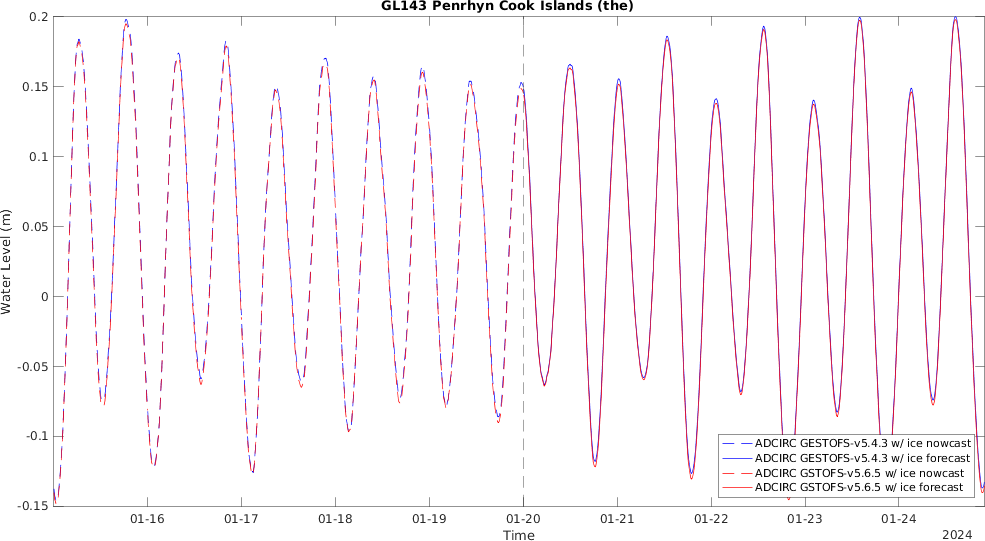 GL143 Penrhyn Cook Islands (the)
0.2
0.15
0.1
0.05
0
-0.05
-0.1
-0.15
Water Level (m)
ADCIRC GESTOFS-v5.4.3 w/ ice nowcast
ADCIRC GESTOFS-v5.4.3 w/ ice forecast
ADCIRC GSTOFS-v5.6.5 w/ ice nowcast
ADCIRC GSTOFS-v5.6.5 w/ ice forecast
01-16 01-17 01-18 01-19 01-20 01-21 01-22 01-23 01-24
Time
2024